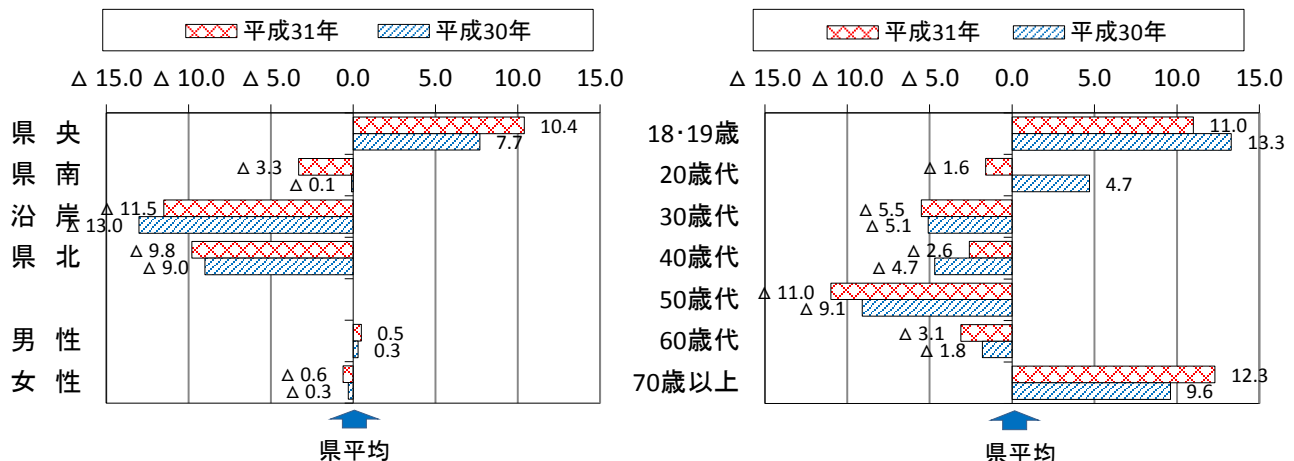 平成31年 平成30年
△ 15.0 △ 10.0 △ 5.0 0.0 5.0 10.0 15.0
県 央 10.4
7.7
県 南 △ 3.3
△ 0.1
沿 岸 △ 11.5
△ 13.0
県 北 △ 9.8
△ 9.0
男 性 0.5
0.3
女 性 △ 0.6
△ 0.3
県平均
平成31年 平成30年
△ 15.0 △ 10.0 △ 5.0 0.0 5.0 10.0 15.0
18･19歳 11.0
13.3
20歳代 △ 1.6
4.7
30歳代 △ 5.5
△ 5.1
40歳代 △ 2.6
△ 4.7
50歳代 △ 11.0
△ 9.1
60歳代 △ 3.1
△ 1.8
70歳以上 12.3
9.6
県平均